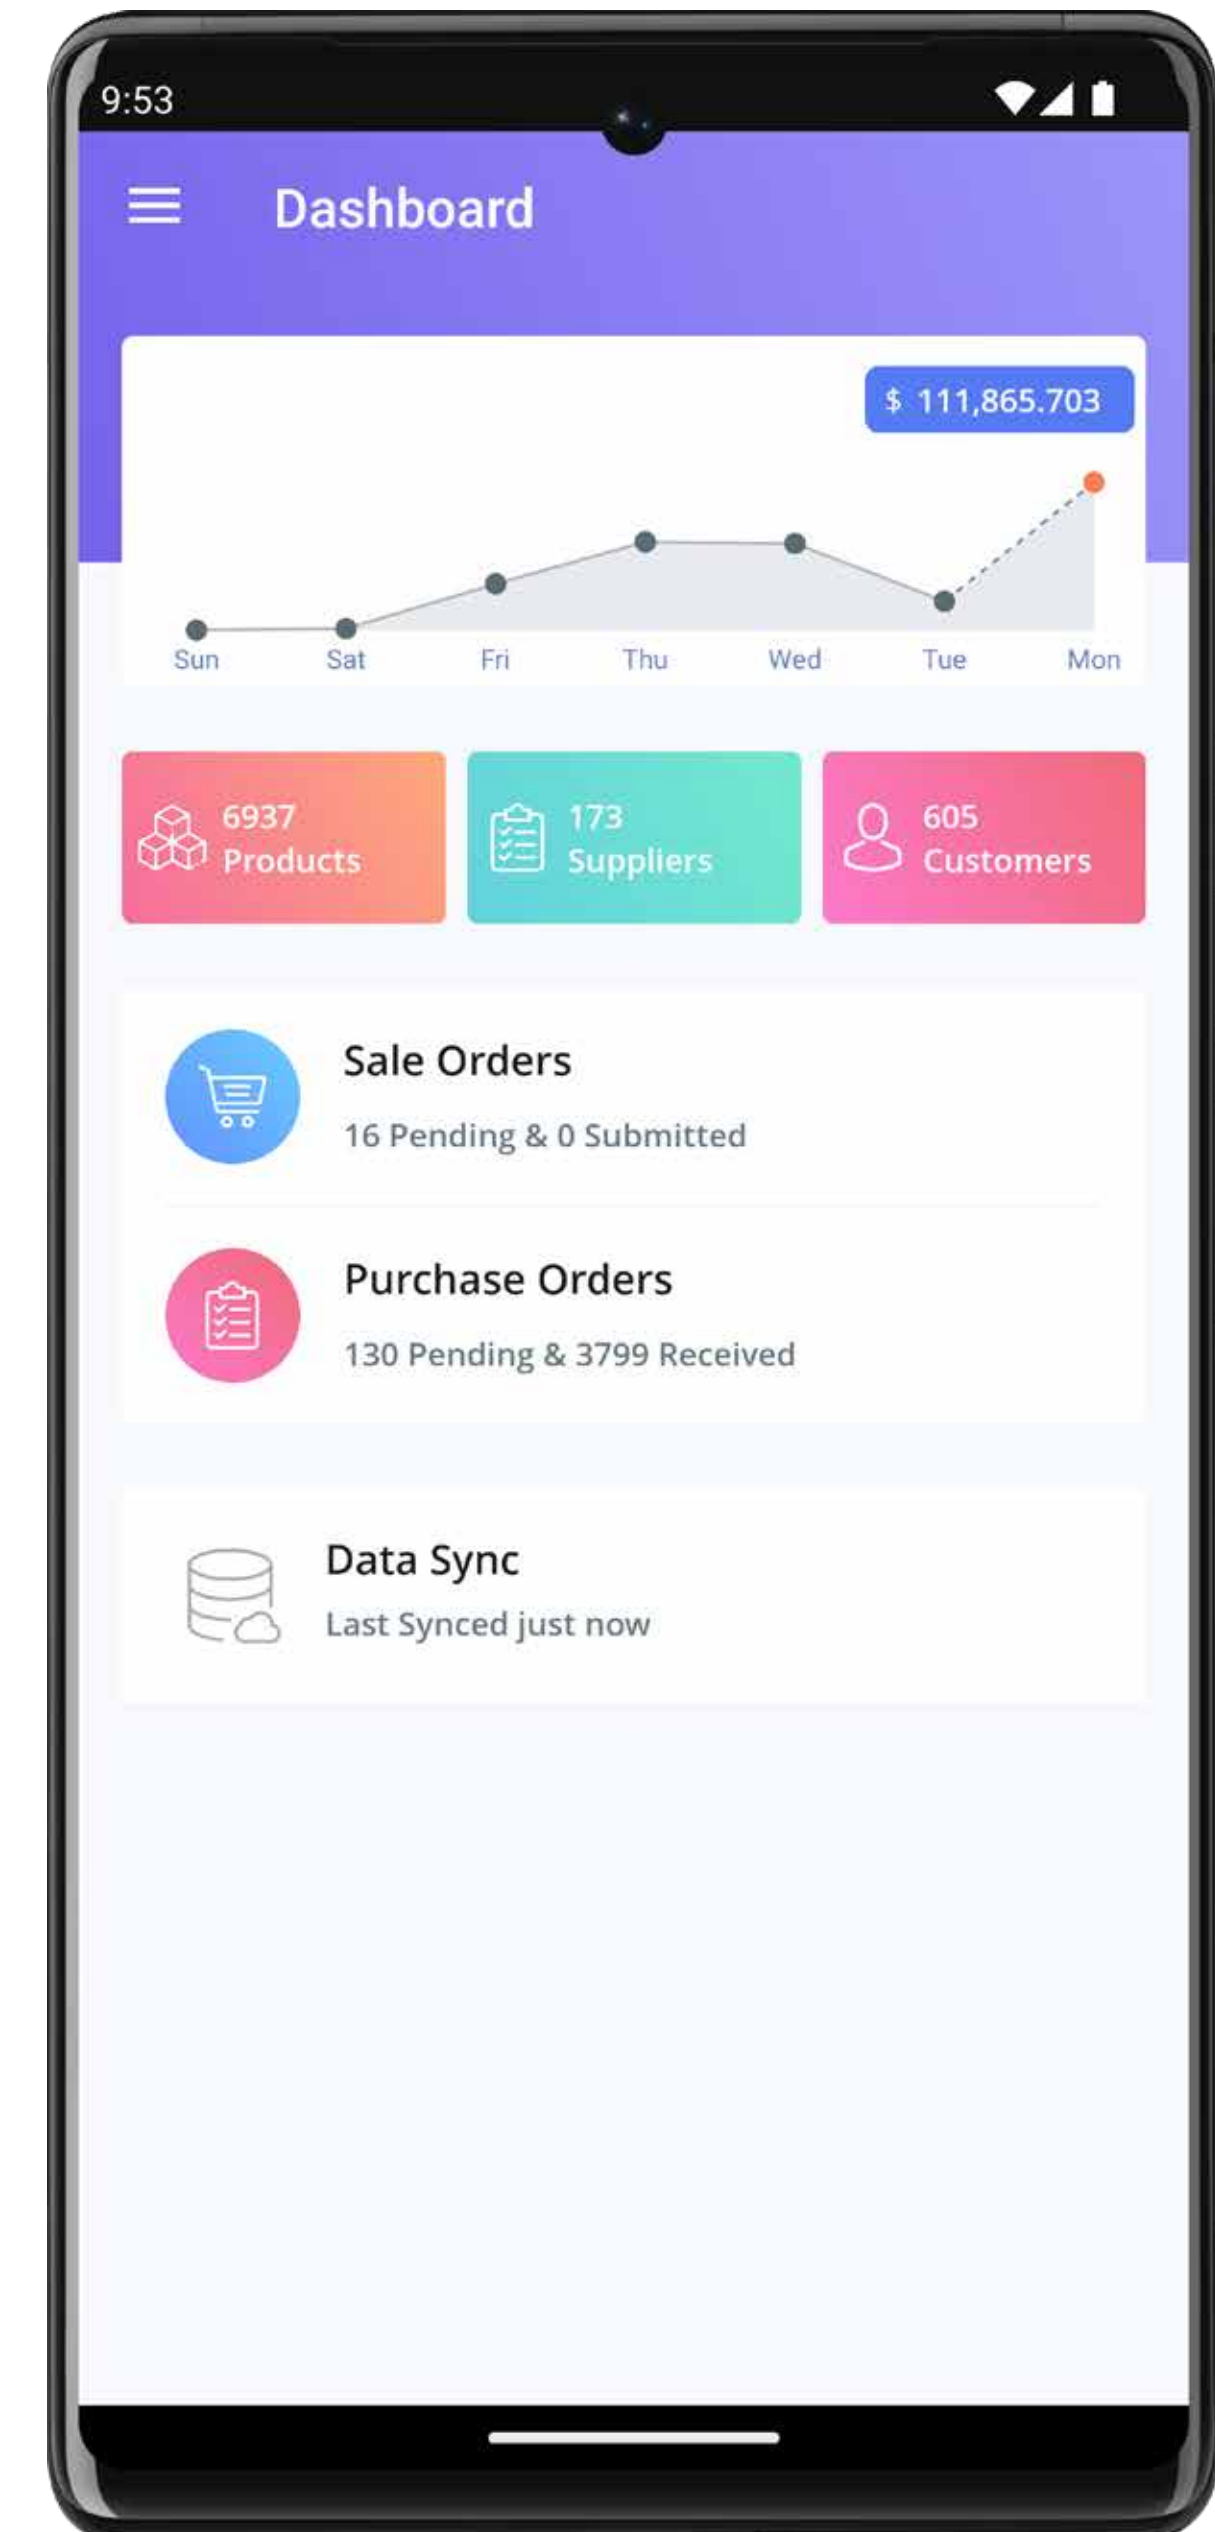 9:53
Dashboard
$ 111,865.703
Sun Sat Fri Thu Wed Tue Mon
6937
Products
173
Suppliers
605
Customers
Sale Orders
16 Pending & 0 Submitted
Purchase Orders
130 Pending & 3799 Received
Data Sync
Last Synced just now